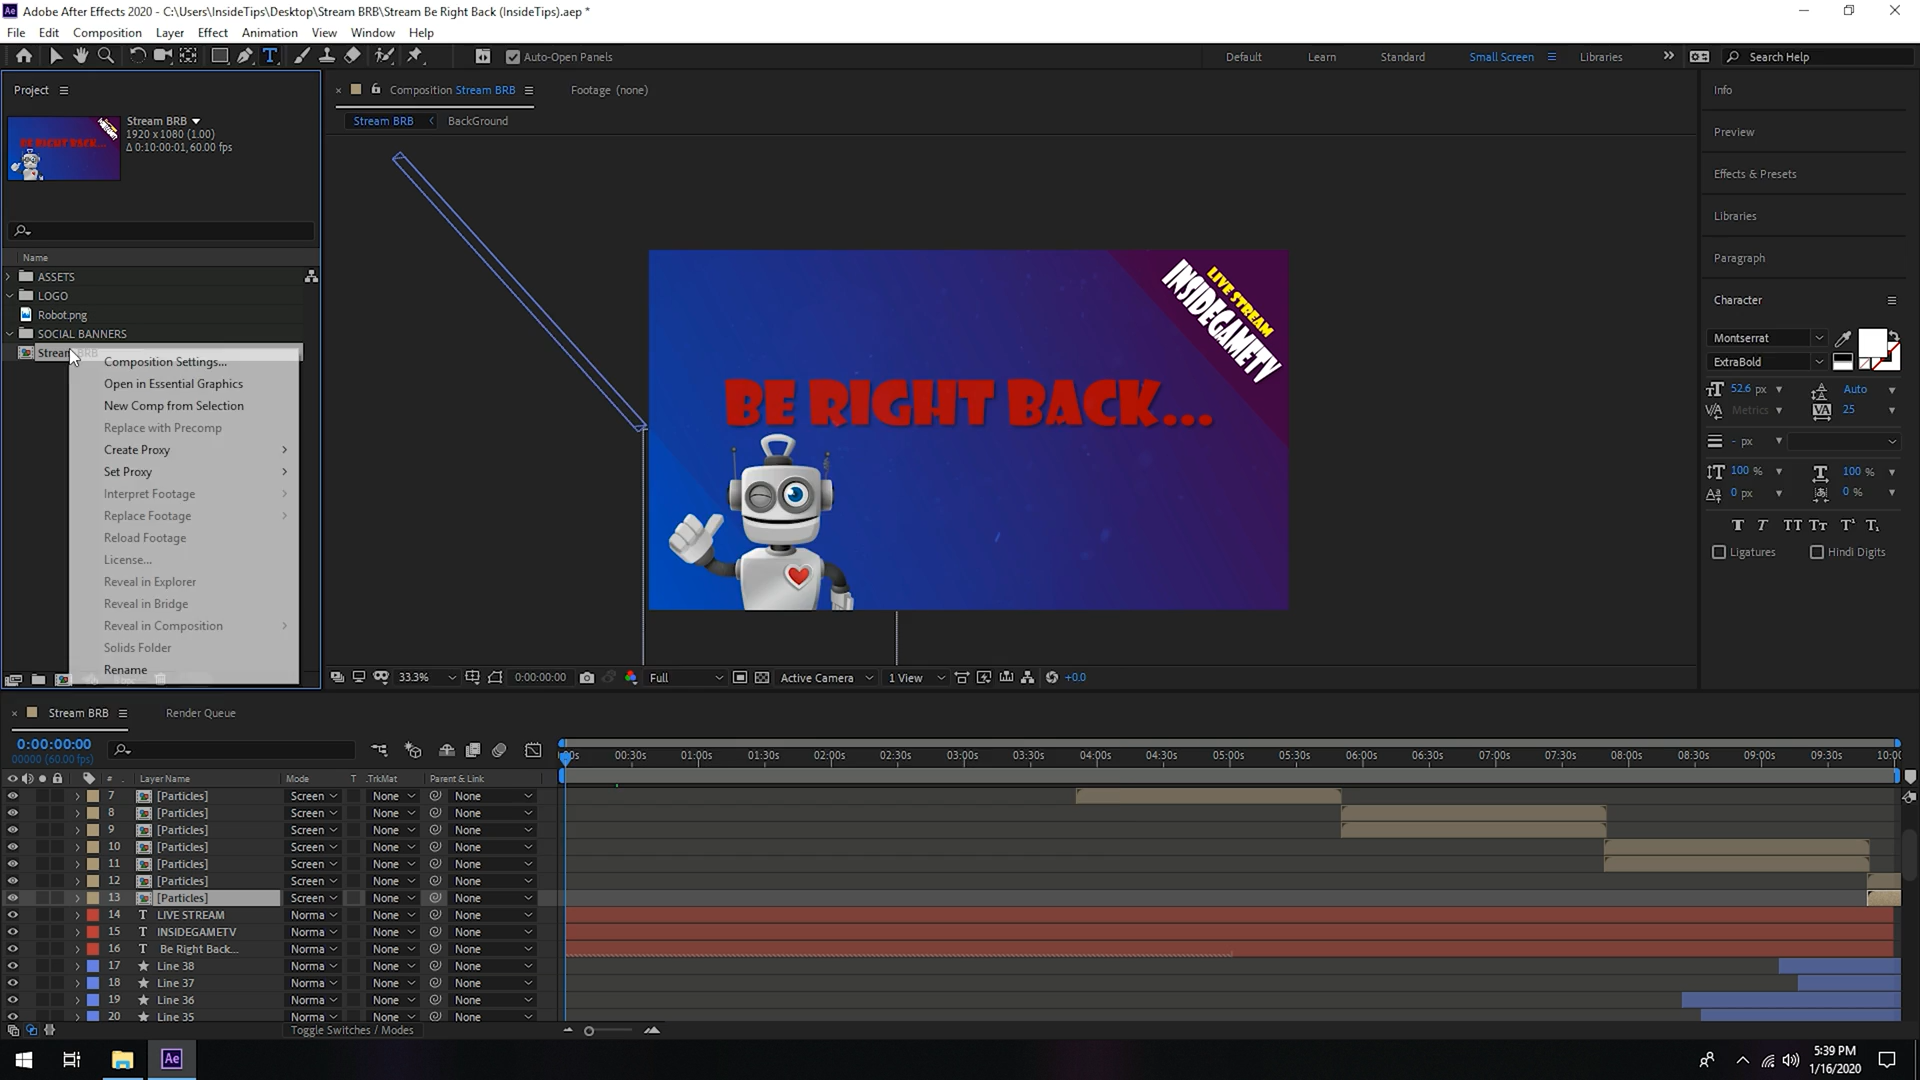 Adobe After Effects 2020 - C:\Users\InsideTips\Desktop\Stream BRB\Stream Be Right Back (InsideTips).aep *
File Edit Composition Layer Effect Animation View Window Help
Auto-Open Panels Default Learn Standard Small Screen Libraries Search Help
Project
Stream BRB
1920 x 1080 (1.00)
Δ 0:10:00:01, 60.00 fps
Name
ASSETS
LOGO
Robot.png
SOCIAL BANNERS
Stream BRB
Composition Settings...
Open in Essential Graphics
New Comp from Selection
Replace with Precomp
Create Proxy
Set Proxy
Interpret Footage
Replace Footage
Reload Footage
License...
Reveal in Explorer
Reveal in Bridge
Reveal in Composition
Solids Folder
Rename
Composition Stream BRB
Footage (none)
Stream BRB BackGround
LIVE STREAM
INSIDEGAMETV
BE RIGHT BACK...
33.3% 0:00:00:00 Full Active Camera 1 View +0.0
Info
Preview
Effects & Presets
Libraries
Paragraph
Character
Montserrat
ExtraBold
52.6 px Auto
Metrics 25
- px
100 % 100 %
0 px 0 %
T T TT Tт T¹ T₁
Ligatures Hindi Digits
Stream BRB Render Queue
0:00:00:00
00000 (60.00 fps)
00s 00:30s 01:00s 01:30s 02:00s 02:30s 03:00s 03:30s 04:00s 04:30s 05:00s 05:30s 06:00s 06:30s 07:00s 07:30s 08:00s 08:30s 09:00s 09:30s 10:00
# Layer Name Mode T .TrkMat Parent & Link
7 [Particles] Screen None None
8 [Particles] Screen None None
9 [Particles] Screen None None
10 [Particles] Screen None None
11 [Particles] Screen None None
12 [Particles] Screen None None
13 [Particles] Screen None None
14 T LIVE STREAM Norma None None
15 T INSIDEGAMETV Norma None None
16 T Be Right Back... Norma None None
17 Line 38 Norma None None
18 Line 37 Norma None None
19 Line 36 Norma None None
20 Line 35 Norma None None
Toggle Switches / Modes
Ae
5:39 PM
1/16/2020